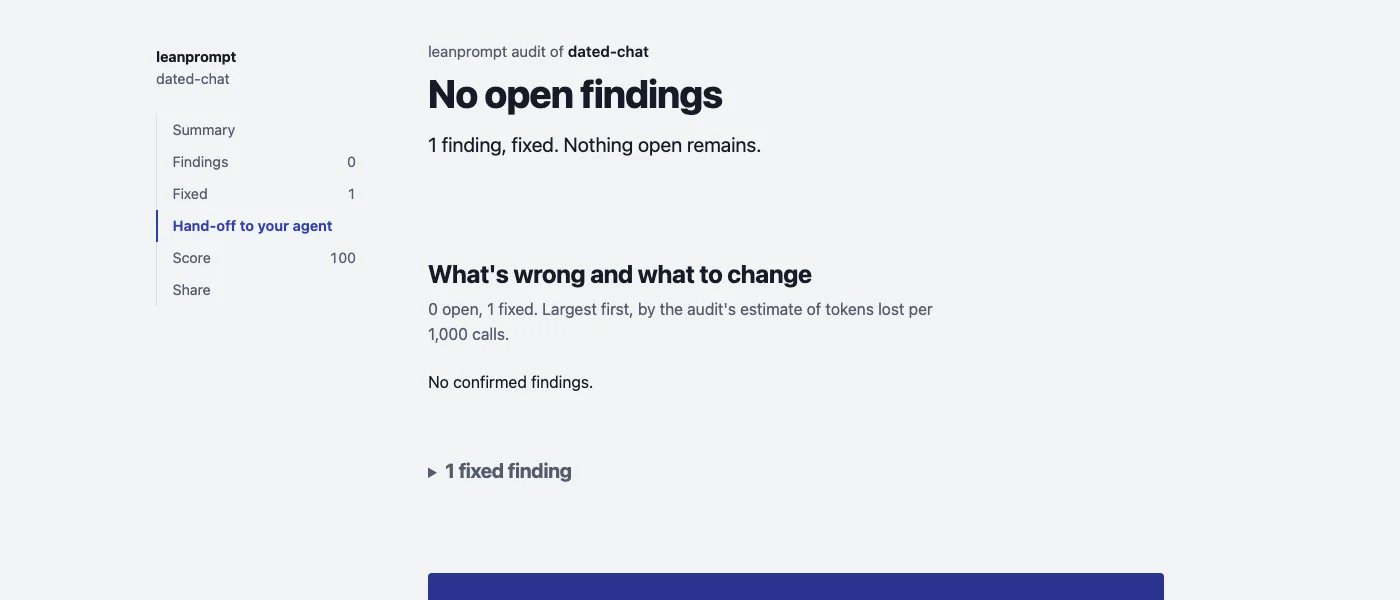 leanprompt
dated-chat
Summary
Findings 0
Fixed 1
Hand-off to your agent
Score 100
Share
leanprompt audit of dated-chat
No open findings
1 finding, fixed. Nothing open remains.
What's wrong and what to change
0 open, 1 fixed. Largest first, by the audit's estimate of tokens lost per
1,000 calls.
No confirmed findings.
1 fixed finding